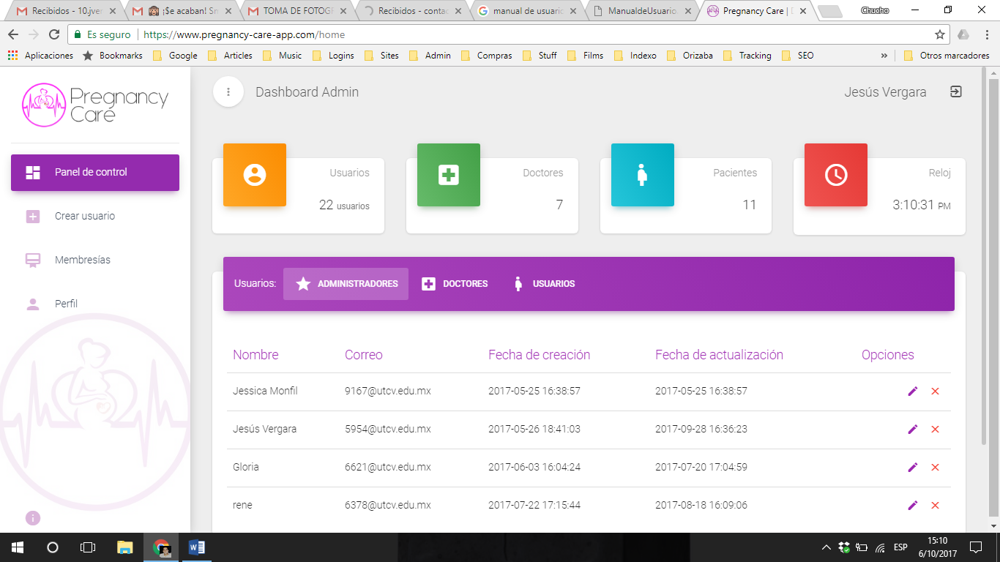 Recibidos - 10.jver
¡Se acaban! Sm
TOMA DE FOTOGR
Recibidos - contac
manual de usuario
ManualdeUsuario
Pregnancy Care | D
Chucho
Es seguro
https://www.pregnancy-care-app.com/home
Aplicaciones
Bookmarks
Google
Articles
Music
Logins
Sites
Admin
Compras
Stuff
Films
Indexo
Orizaba
Tracking
SEO
»
Otros marcadores
Pregnancy
Care
Dashboard Admin
Jesús Vergara
Panel de control
Crear usuario
Membresías
Perfil
Usuarios
22 usuarios
Doctores
7
Pacientes
11
Reloj
3:10:31 PM
Usuarios:
ADMINISTRADORES
DOCTORES
USUARIOS
Nombre Correo Fecha de creación Fecha de actualización Opciones
Jessica Monfil 9167@utcv.edu.mx 2017-05-25 16:38:57 2017-05-25 16:38:57
Jesús Vergara 5954@utcv.edu.mx 2017-05-26 18:41:03 2017-09-28 16:36:23
Gloria 6621@utcv.edu.mx 2017-06-03 16:04:24 2017-07-20 17:04:59
rene 6378@utcv.edu.mx 2017-07-22 17:15:44 2017-08-18 16:09:06
ESP
15:10
6/10/2017